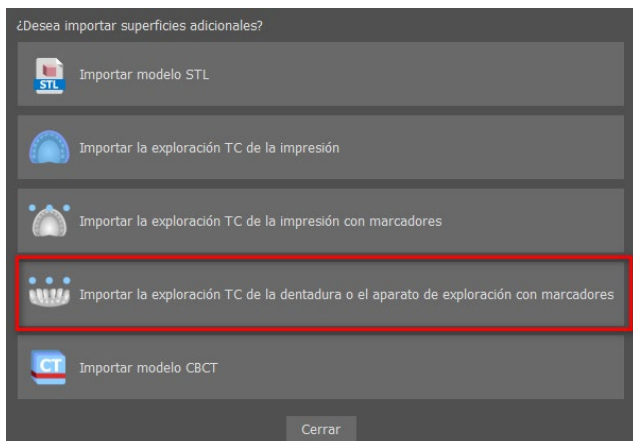 ¿Desea importar superficies adicionales?
STL
Importar modelo STL
Importar la exploración TC de la impresión
Importar la exploración TC de la impresión con marcadores
Importar la exploración TC de la dentadura o el aparato de exploración con marcadores
CT
Importar modelo CBCT
Cerrar